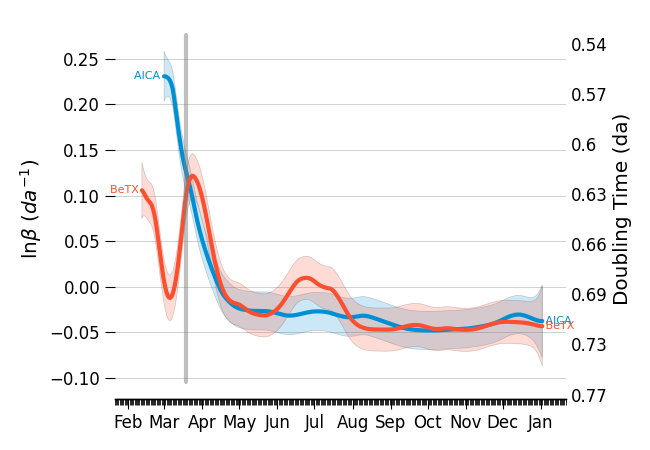 0.25
0.20
0.15
0.10
0.05
0.00
−0.05
−0.10
lnβ (da⁻¹)
AICA
BeTX
AICA
BeTX
0.54
0.57
0.6
0.63
0.66
0.69
0.73
0.77
Doubling Time (da)
Feb Mar Apr May Jun Jul Aug Sep Oct Nov Dec Jan